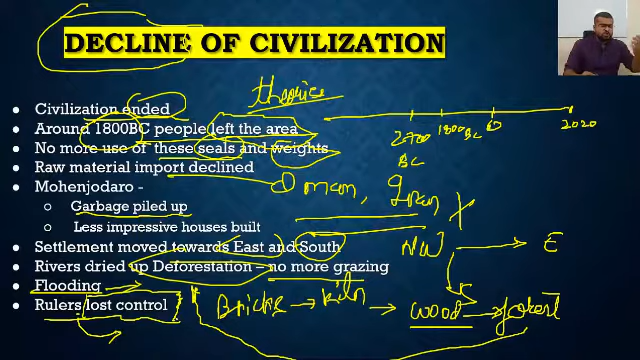 DECLINE OF CIVILIZATION
theories
Civilization ended
Around 1800BC people left the area
No more use of these seals and weights
Raw material import declined
Mohenjodaro -
Garbage piled up
Less impressive houses built
Settlement moved towards East and South
Rivers dried up Deforestation – no more grazing
Flooding
Rulers lost control
2700 BC
1800 BC
2020
Oman, Iran
NW → E
Bricks → kiln → wood → forest